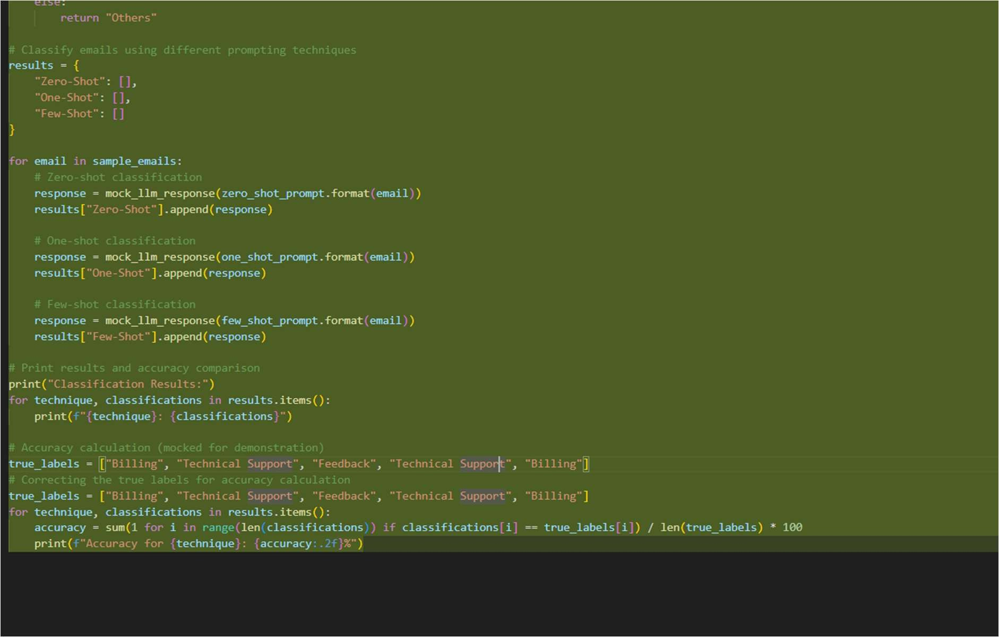 else:
        return "Others"
# Classify emails using different prompting techniques
results = {
    "Zero-Shot": [],
    "One-Shot": [],
    "Few-Shot": []
}
for email in sample_emails:
    # Zero-shot classification
    response = mock_llm_response(zero_shot_prompt.format(email))
    results["Zero-Shot"].append(response)
    # One-shot classification
    response = mock_llm_response(one_shot_prompt.format(email))
    results["One-Shot"].append(response)
    # Few-shot classification
    response = mock_llm_response(few_shot_prompt.format(email))
    results["Few-Shot"].append(response)
# Print results and accuracy comparison
print("Classification Results:")
for technique, classifications in results.items():
    print(f"{technique}: {classifications}")
# Accuracy calculation (mocked for demonstration)
true_labels = ["Billing", "Technical Support", "Feedback", "Technical Support", "Billing"]
# Correcting the true labels for accuracy calculation
true_labels = ["Billing", "Technical Support", "Feedback", "Technical Support", "Billing"]
for technique, classifications in results.items():
    accuracy = sum(1 for i in range(len(classifications)) if classifications[i] == true_labels[i]) / len(true_labels) * 100
    print(f"Accuracy for {technique}: {accuracy:.2f}%")